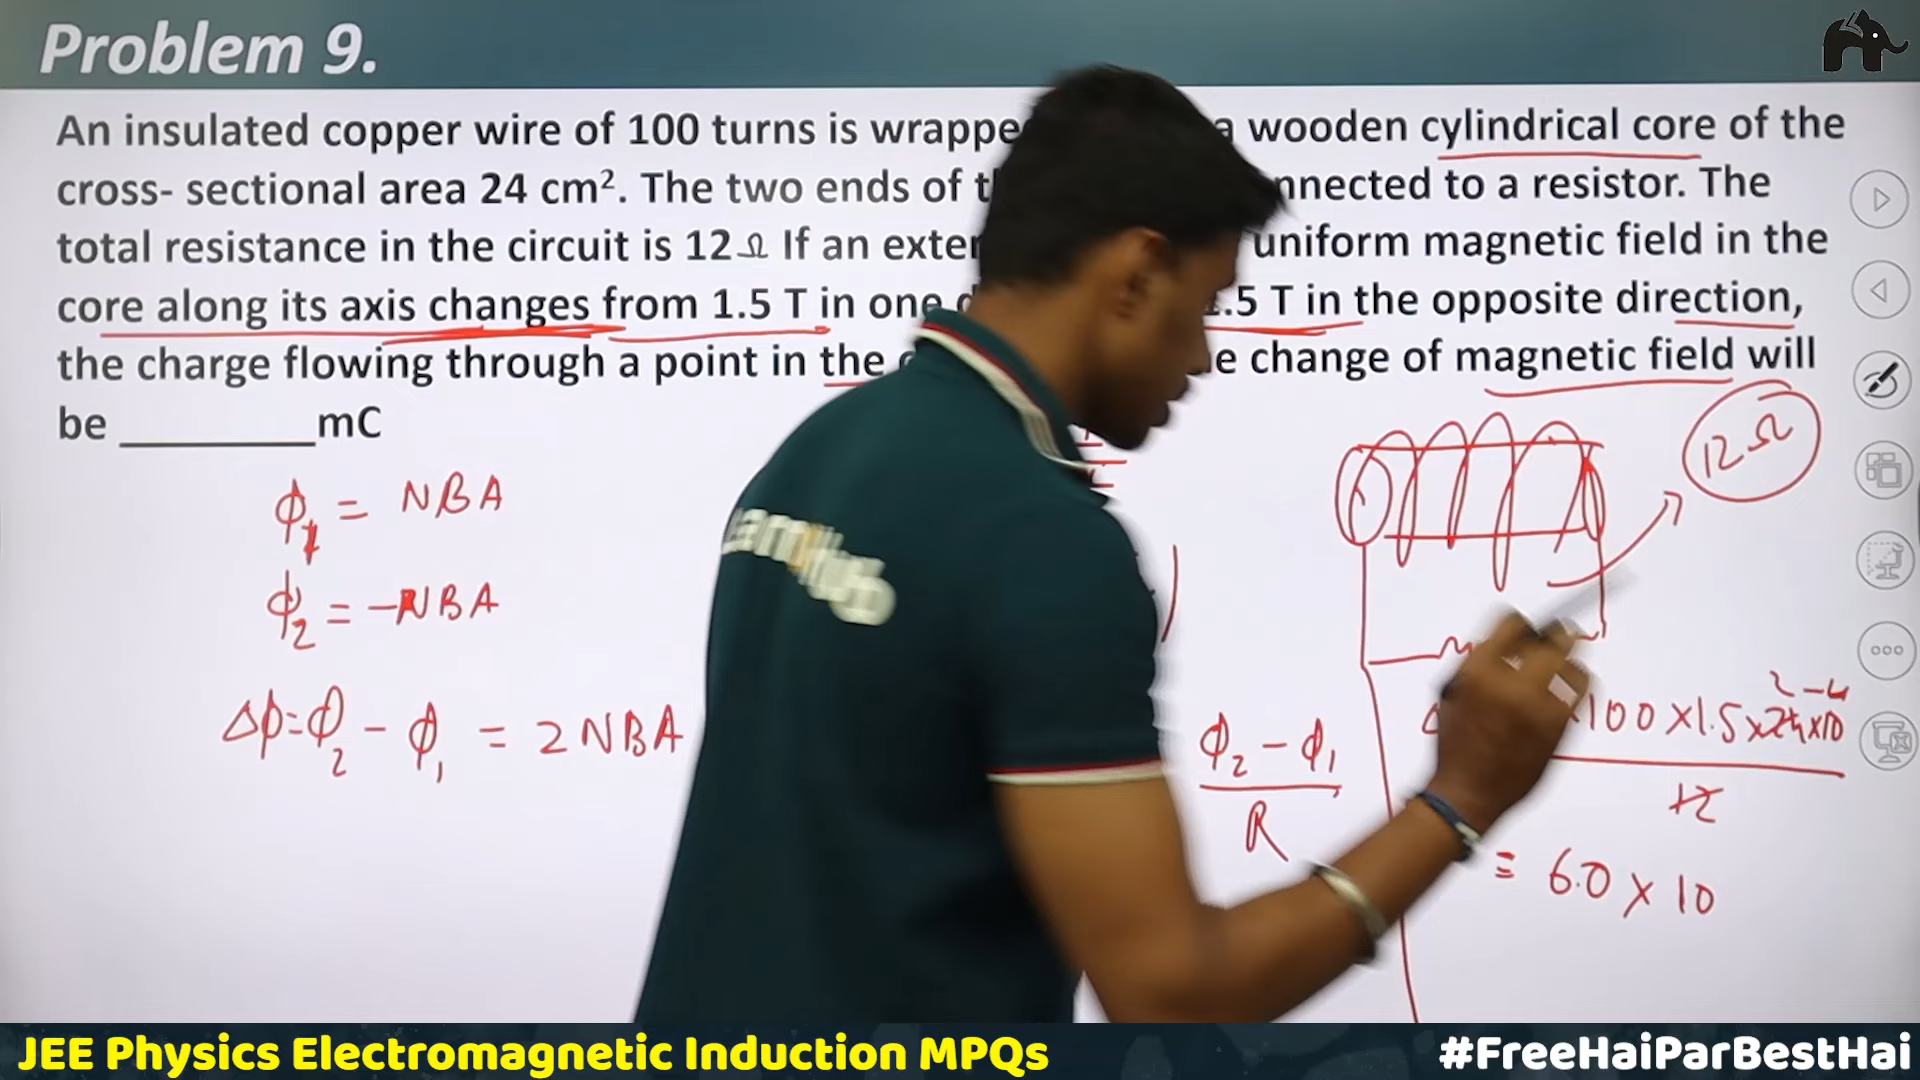 Problem 9.
An insulated copper wire of 100 turns is wrappe a wooden cylindrical core of the
cross- sectional area 24 cm². The two ends of t nnected to a resistor. The
total resistance in the circuit is 12Ω If an exter uniform magnetic field in the
core along its axis changes from 1.5 T in one .5 T in the opposite direction,
the charge flowing through a point in the e change of magnetic field will
be ________mC
ϕ₁ = NBA
ϕ₂ = -NBA
Δϕ=ϕ₂ - ϕ₁ = 2NBA
12Ω
ϕ₂ - ϕ₁
R
×100×1.5×24×10
2 -4
12
= 6.0 × 10
JEE Physics Electromagnetic Induction MPQs
#FreeHaiParBestHai